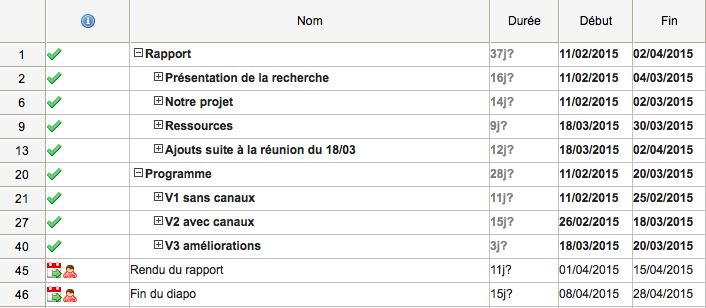 Nom Durée Début Fin
1 Rapport 37j? 11/02/2015 02/04/2015
2 Présentation de la recherche 16j? 11/02/2015 04/03/2015
6 Notre projet 14j? 11/02/2015 02/03/2015
9 Ressources 9j? 18/03/2015 30/03/2015
13 Ajouts suite à la réunion du 18/03 12j? 18/03/2015 02/04/2015
20 Programme 28j? 11/02/2015 20/03/2015
21 V1 sans canaux 11j? 11/02/2015 25/02/2015
27 V2 avec canaux 15j? 26/02/2015 18/03/2015
40 V3 améliorations 3j? 18/03/2015 20/03/2015
45 Rendu du rapport 11j? 01/04/2015 15/04/2015
46 Fin du diapo 15j? 08/04/2015 28/04/2015